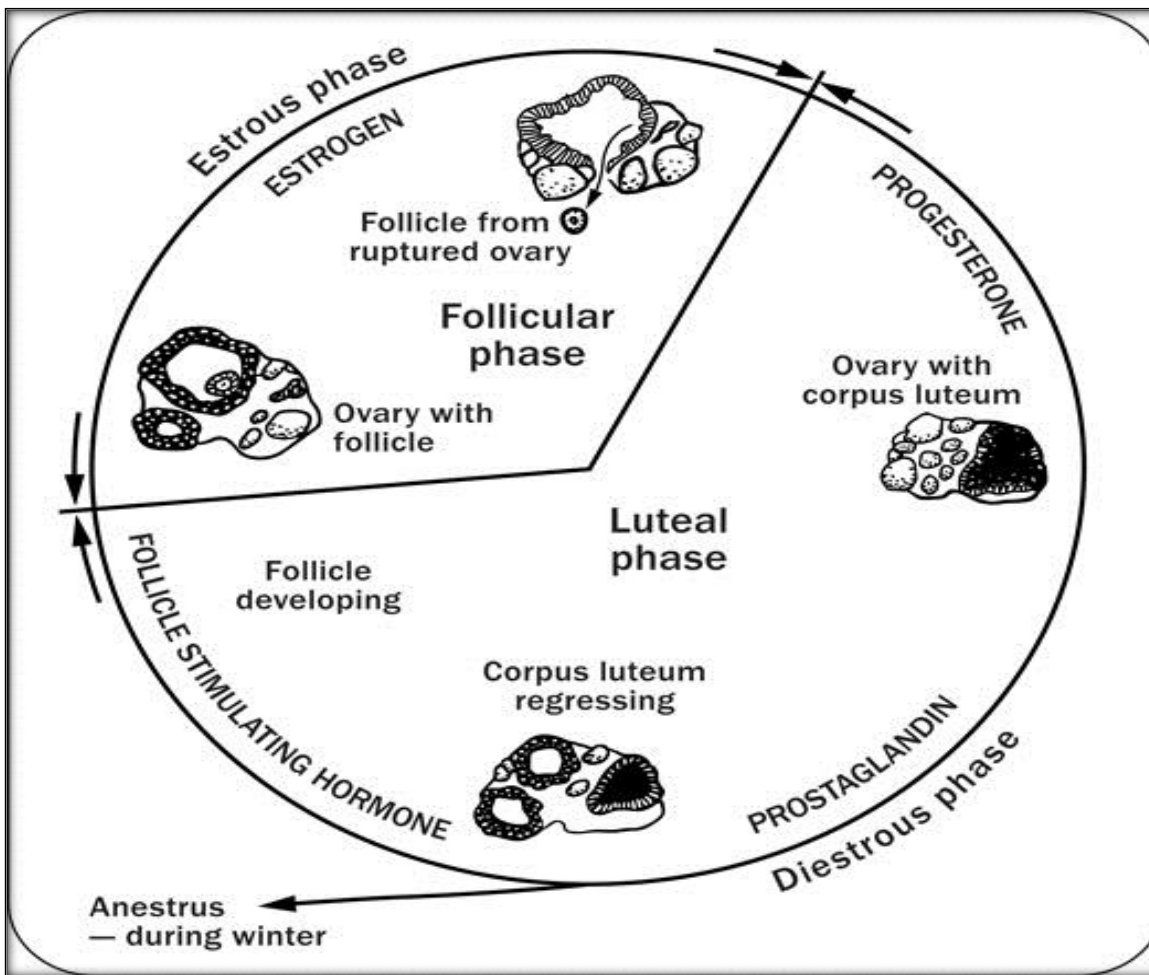 Estrous phase
ESTROGEN
Follicle from
ruptured ovary
PROGESTERONE
Follicular
phase
Ovary with
corpus luteum
Ovary with
follicle
Luteal
phase
FOLLICLE STIMULATING HORMONE
Follicle
developing
Corpus luteum
regressing
PROSTAGLANDIN
Diestrous phase
Anestrus
— during winter